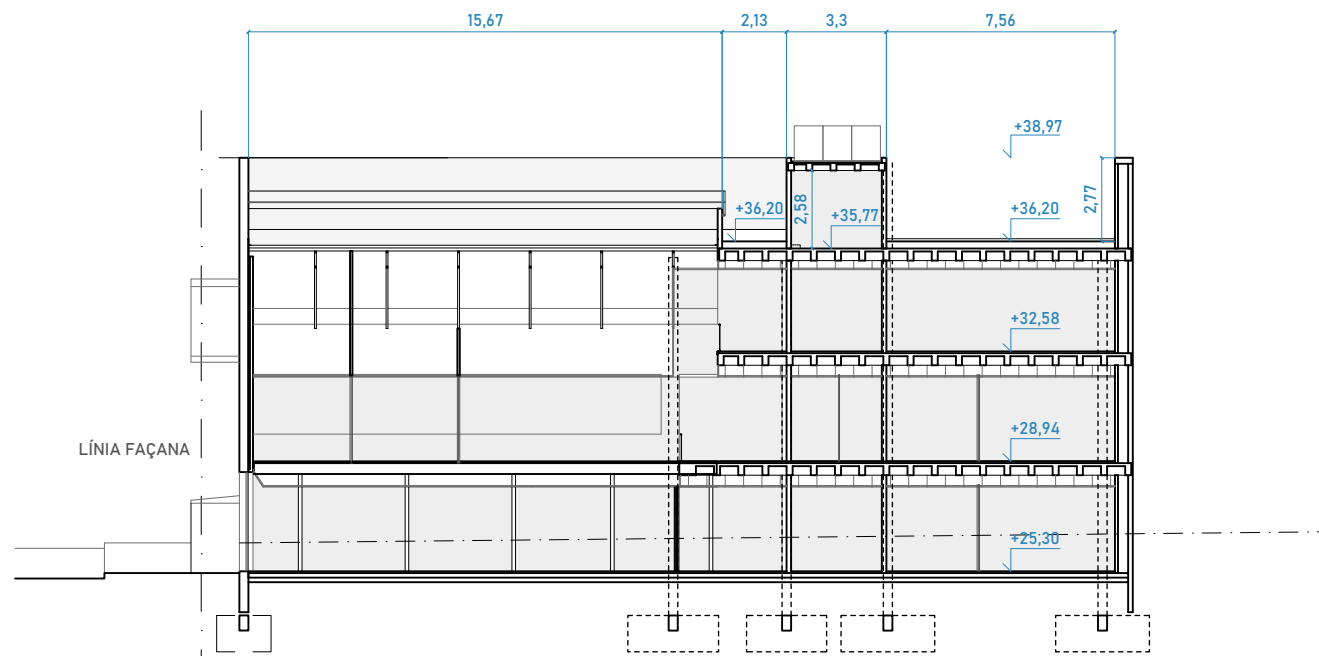 15,67 2,13 3,3 7,56
+38,97
+36,20 2,58 +35,77 +36,20 2,77
+32,58
LÍNIA FAÇANA +28,94
+25,30